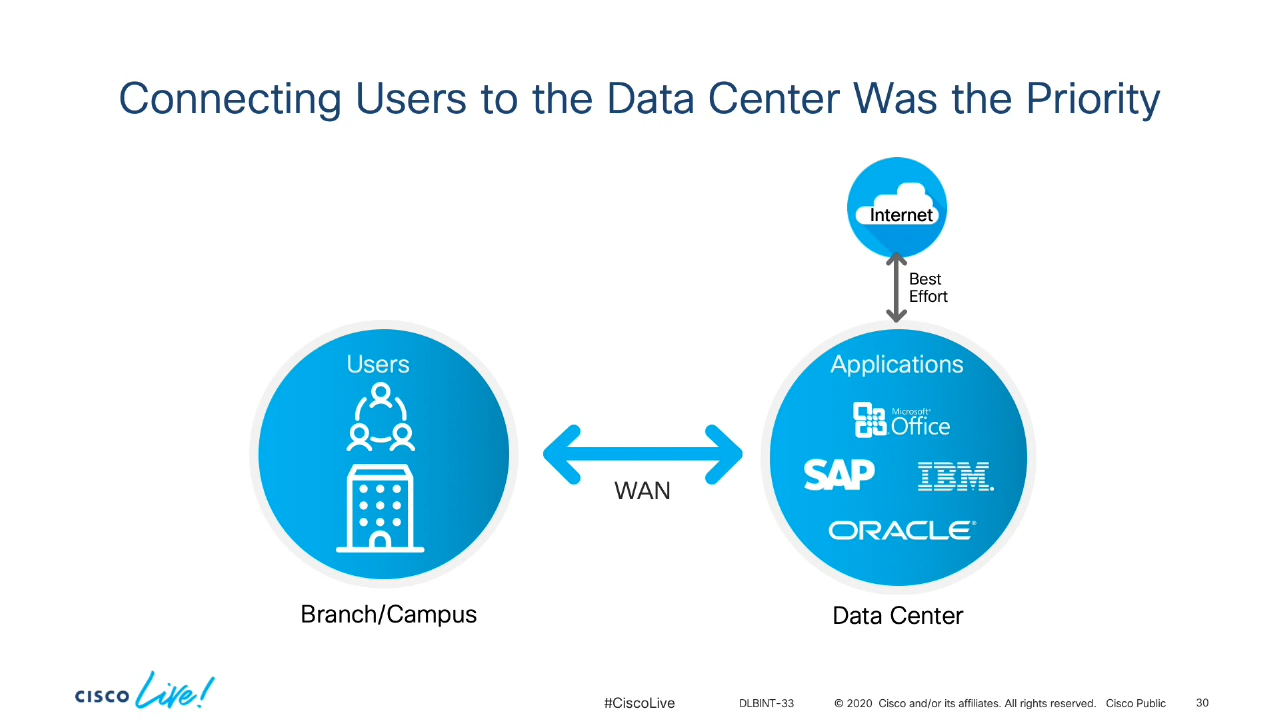 Connecting Users to the Data Center Was the Priority
Internet
Best
Effort
Users
Applications
Microsoft®
Office
SAP
IBM®
ORACLE®
WAN
Branch/Campus
Data Center
CISCO Live!
#CiscoLive
DLBINT-33
© 2020 Cisco and/or its affiliates. All rights reserved. Cisco Public
30